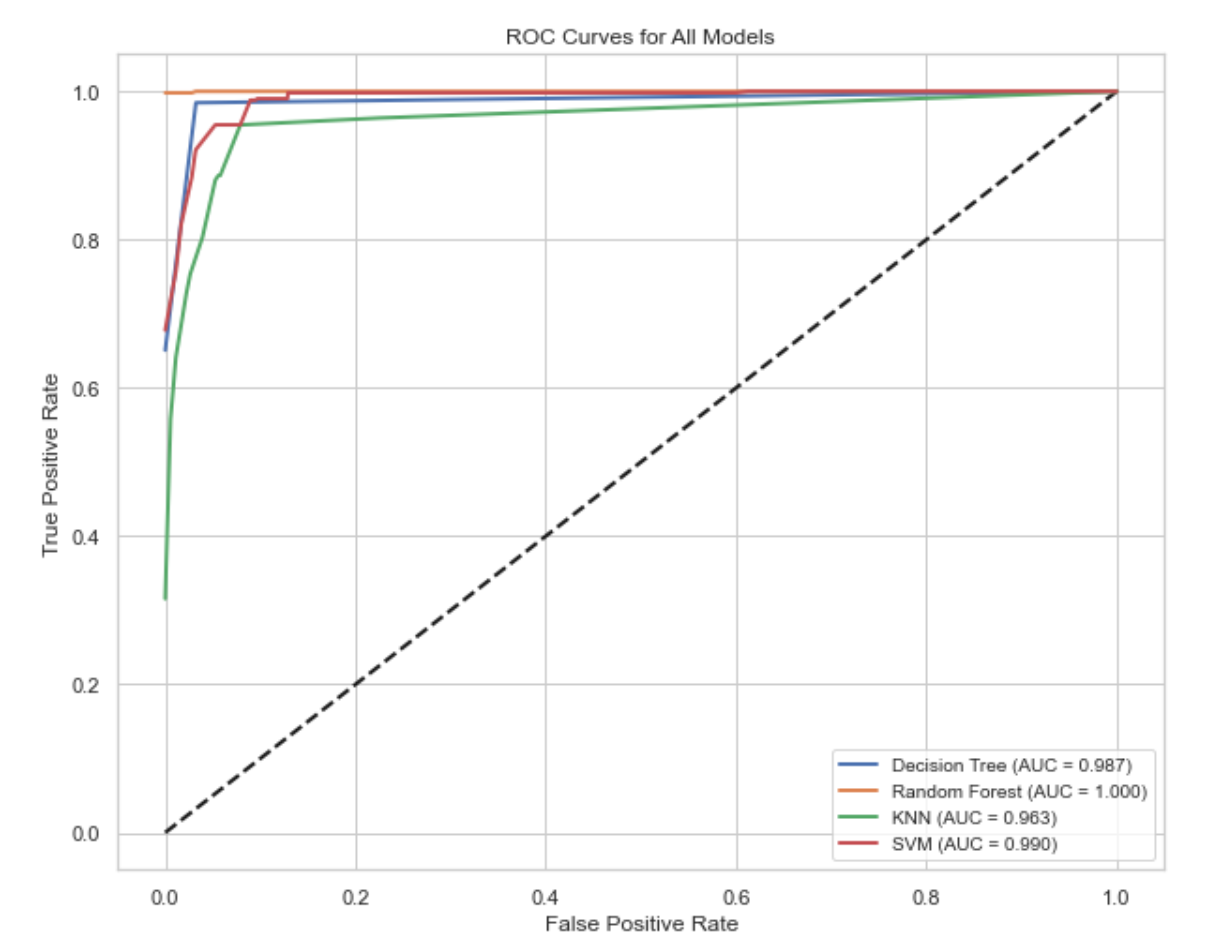 ROC Curves for All Models
1.0
0.8
0.6
0.4
0.2
0.0
True Positive Rate
0.0 0.2 0.4 0.6 0.8 1.0
False Positive Rate
Decision Tree (AUC = 0.987)
Random Forest (AUC = 1.000)
KNN (AUC = 0.963)
SVM (AUC = 0.990)